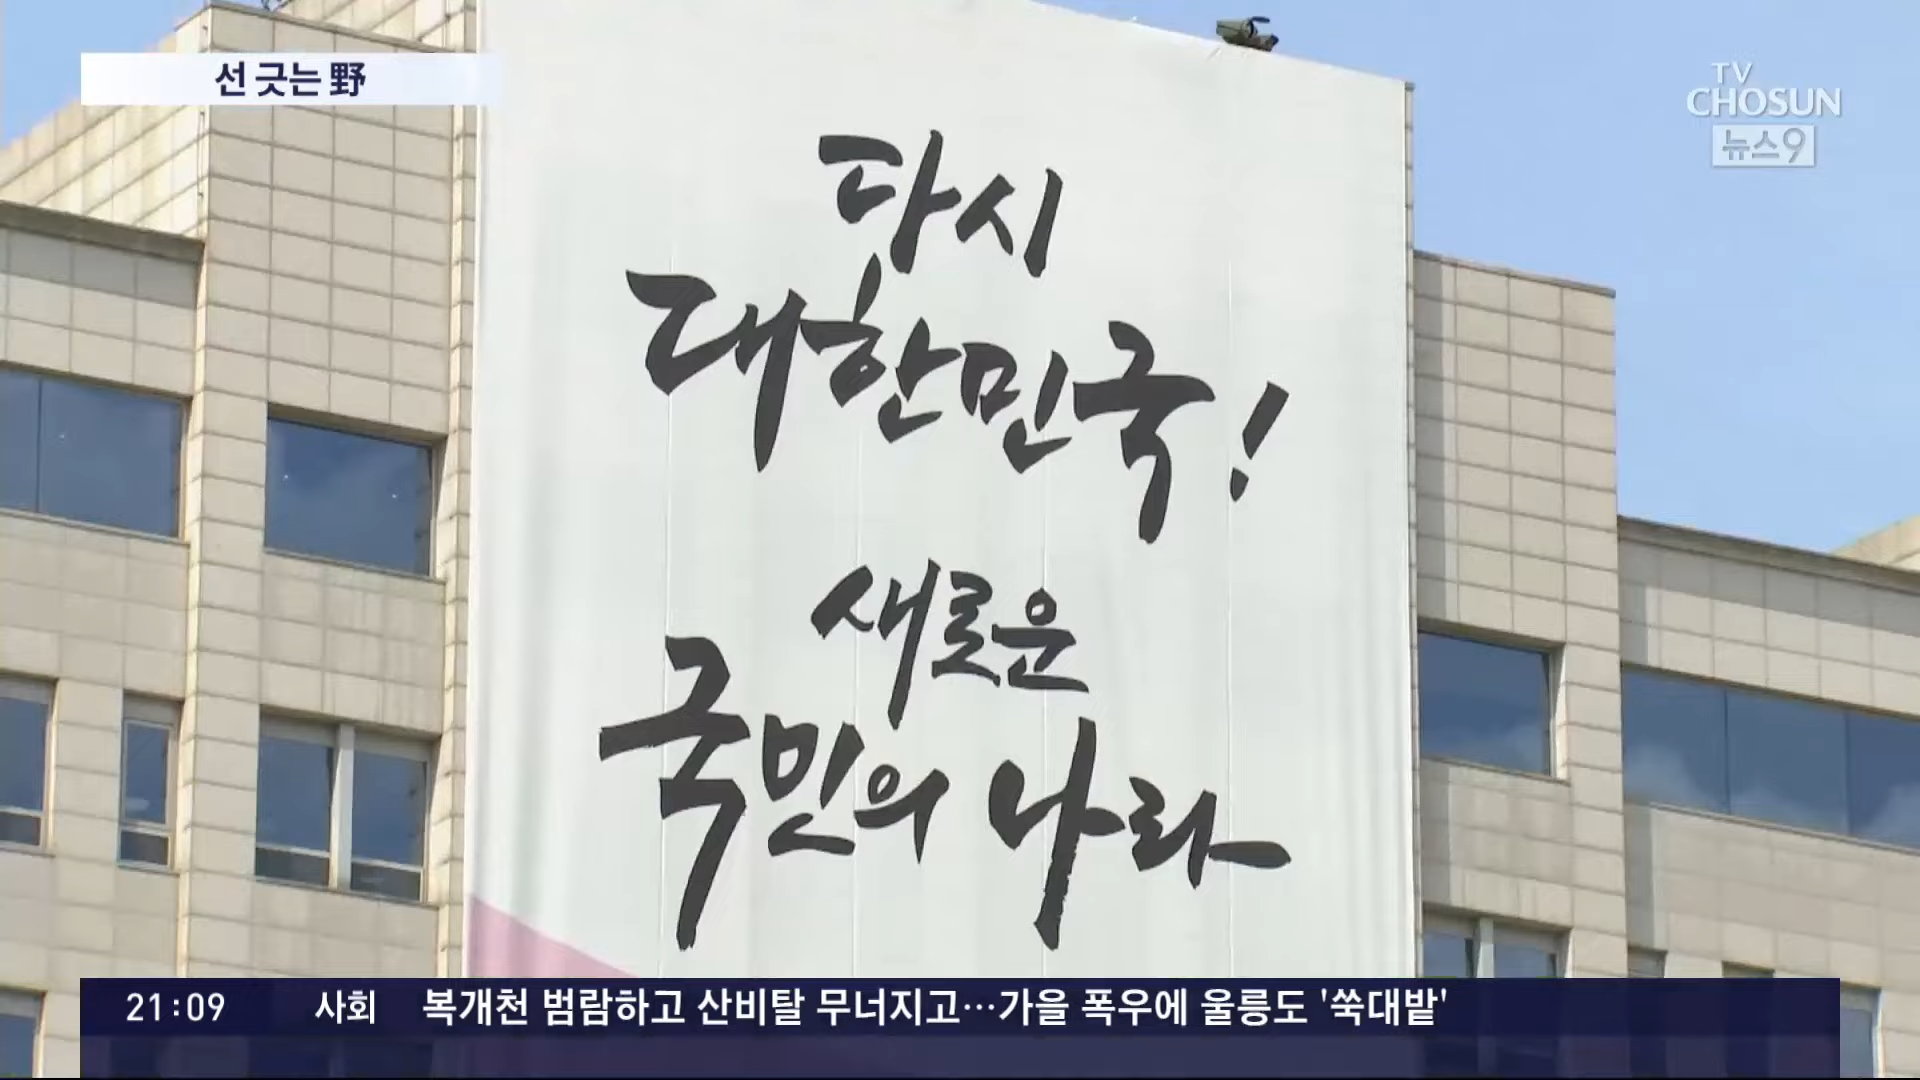 선 긋는 野
TV
CHOSUN
뉴스9
다시
대한민국!
새로운
국민의 나라
21:09 사회 복개천 범람하고 산비탈 무너지고…가을 폭우에 울릉도 '쑥대밭'